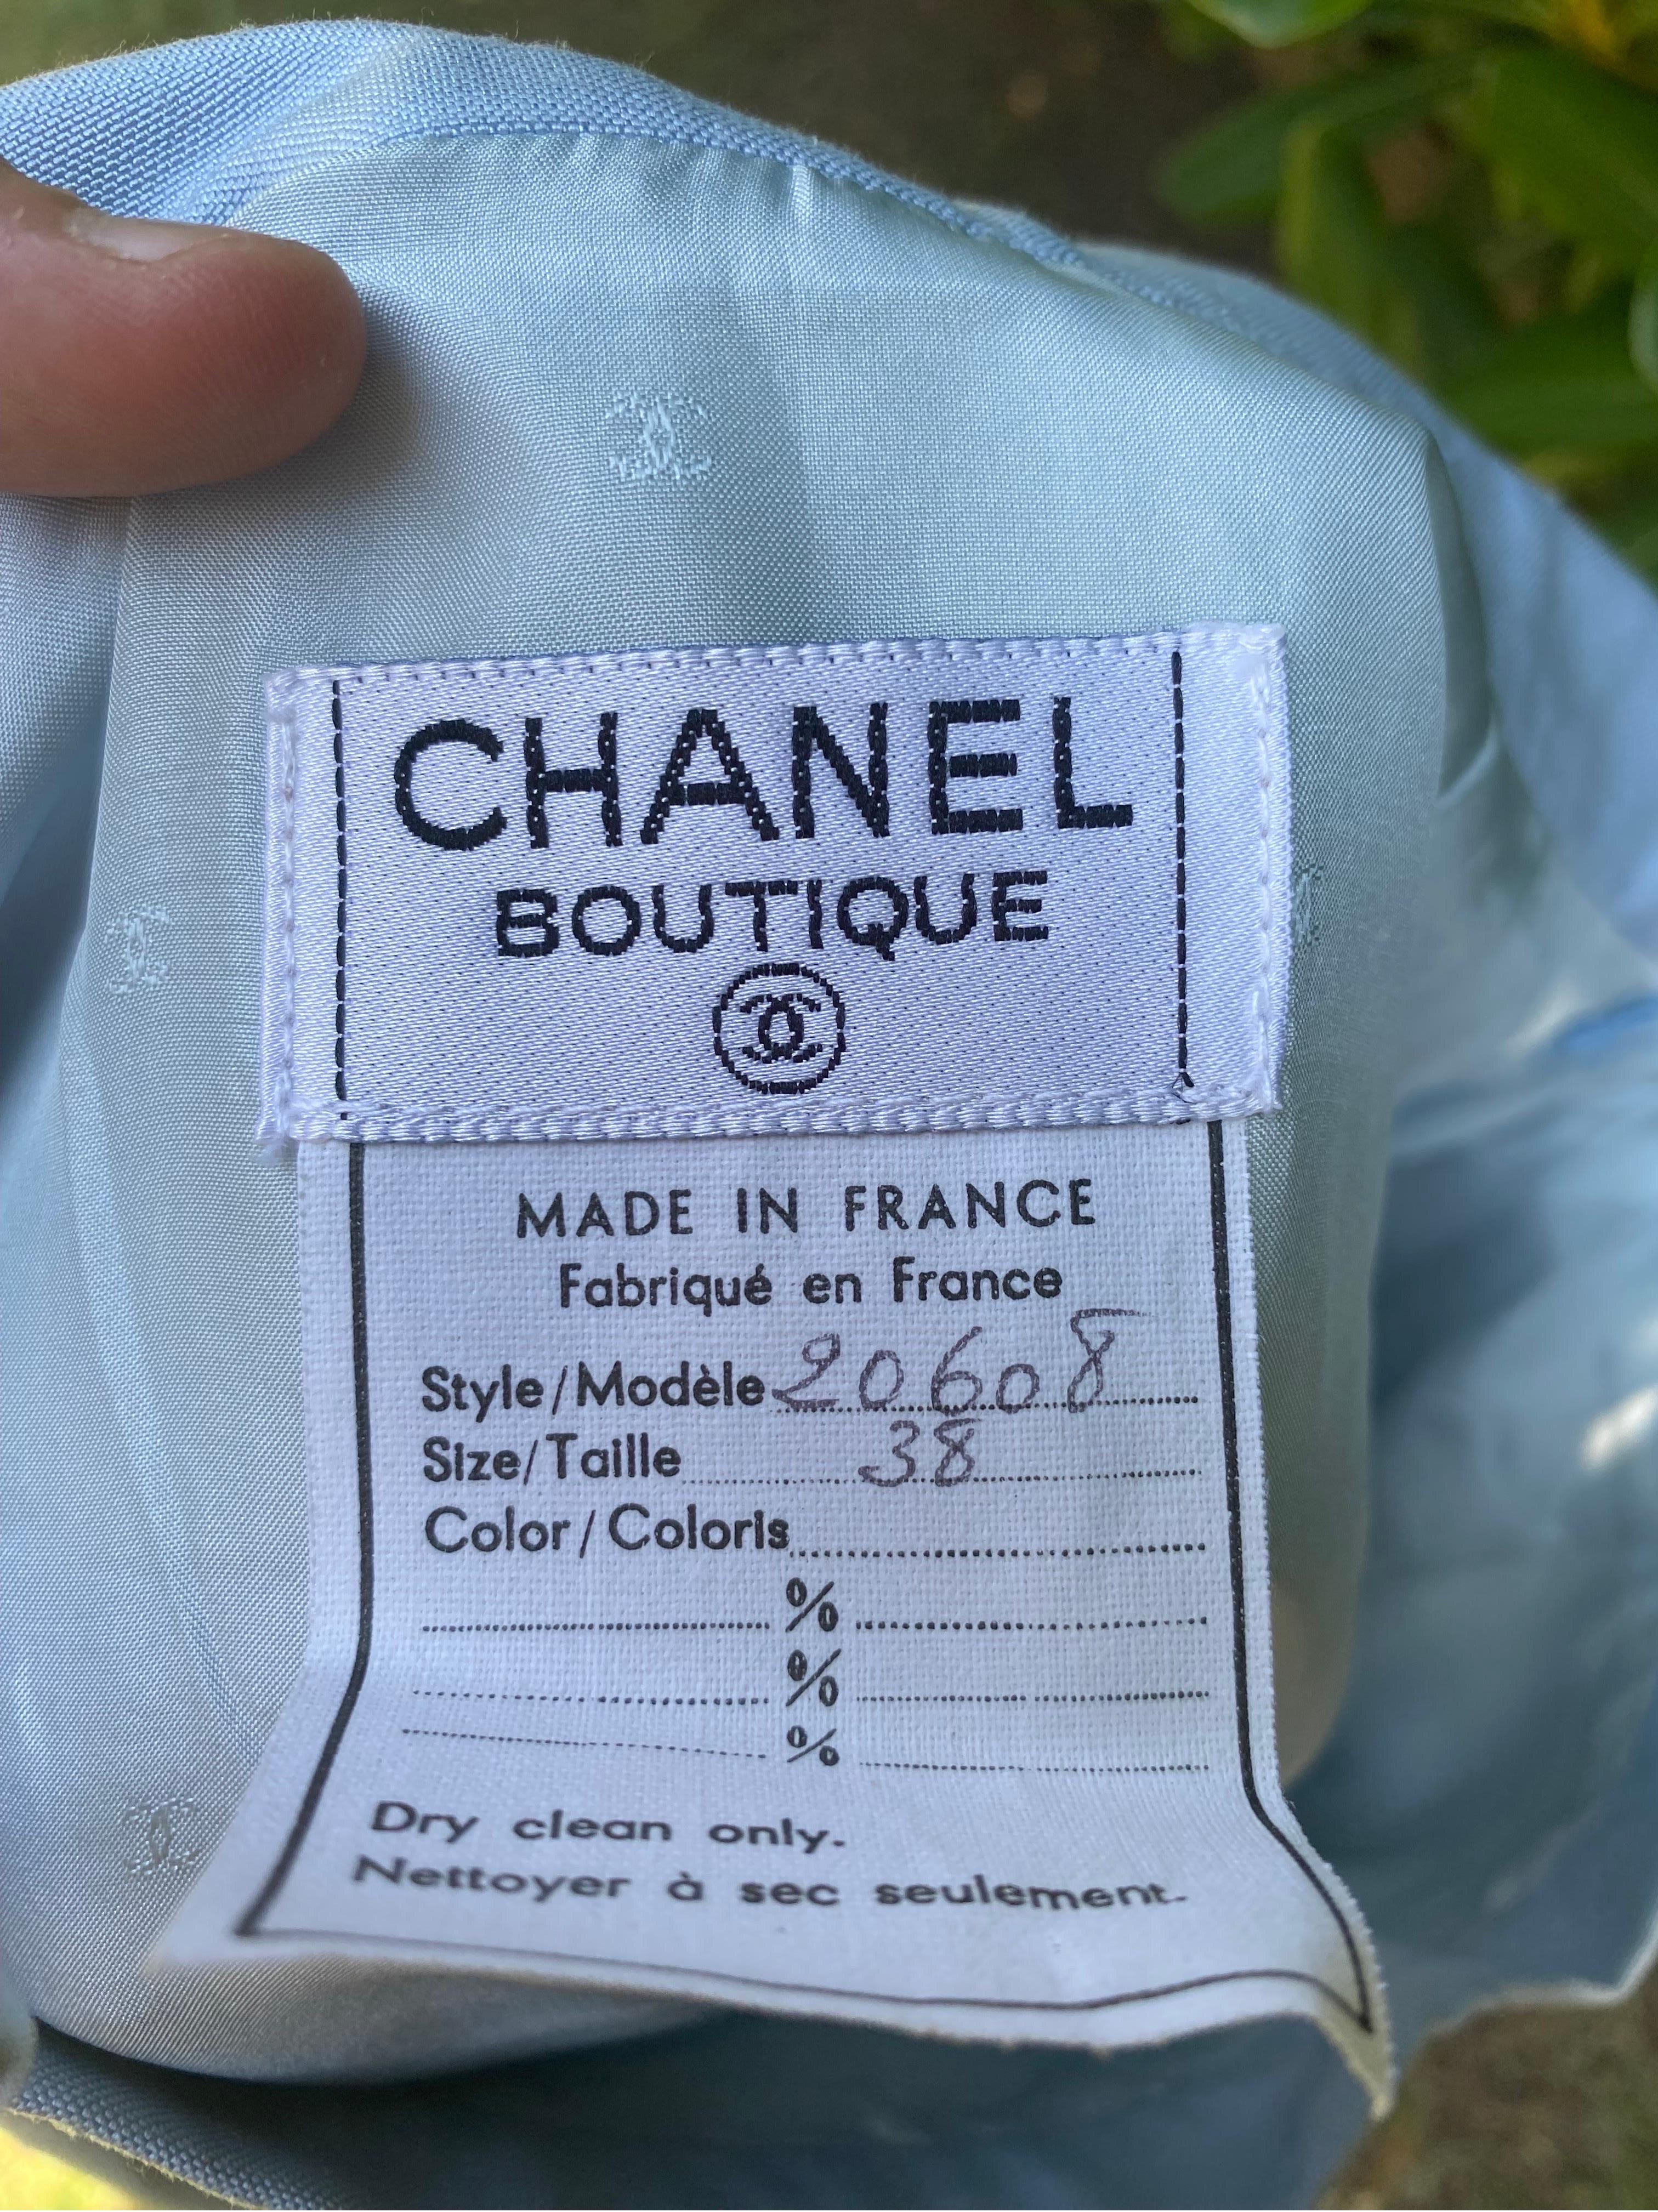 CHANEL
BOUTIQUE
MADE IN FRANCE
Fabriqué en France
Style/Modèle 20608
Size/Taille 38
Color/Coloris
%
%
%
Dry clean only.
Nettoyer à sec seulement.